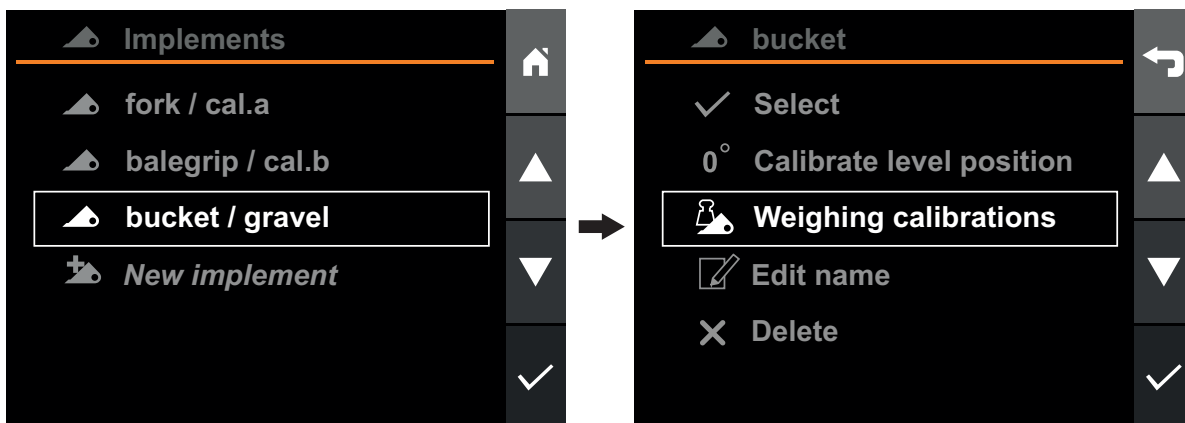 Implements
fork / cal.a
balegrip / cal.b
bucket / gravel
New implement
bucket
Select
0° Calibrate level position
Weighing calibrations
Edit name
Delete